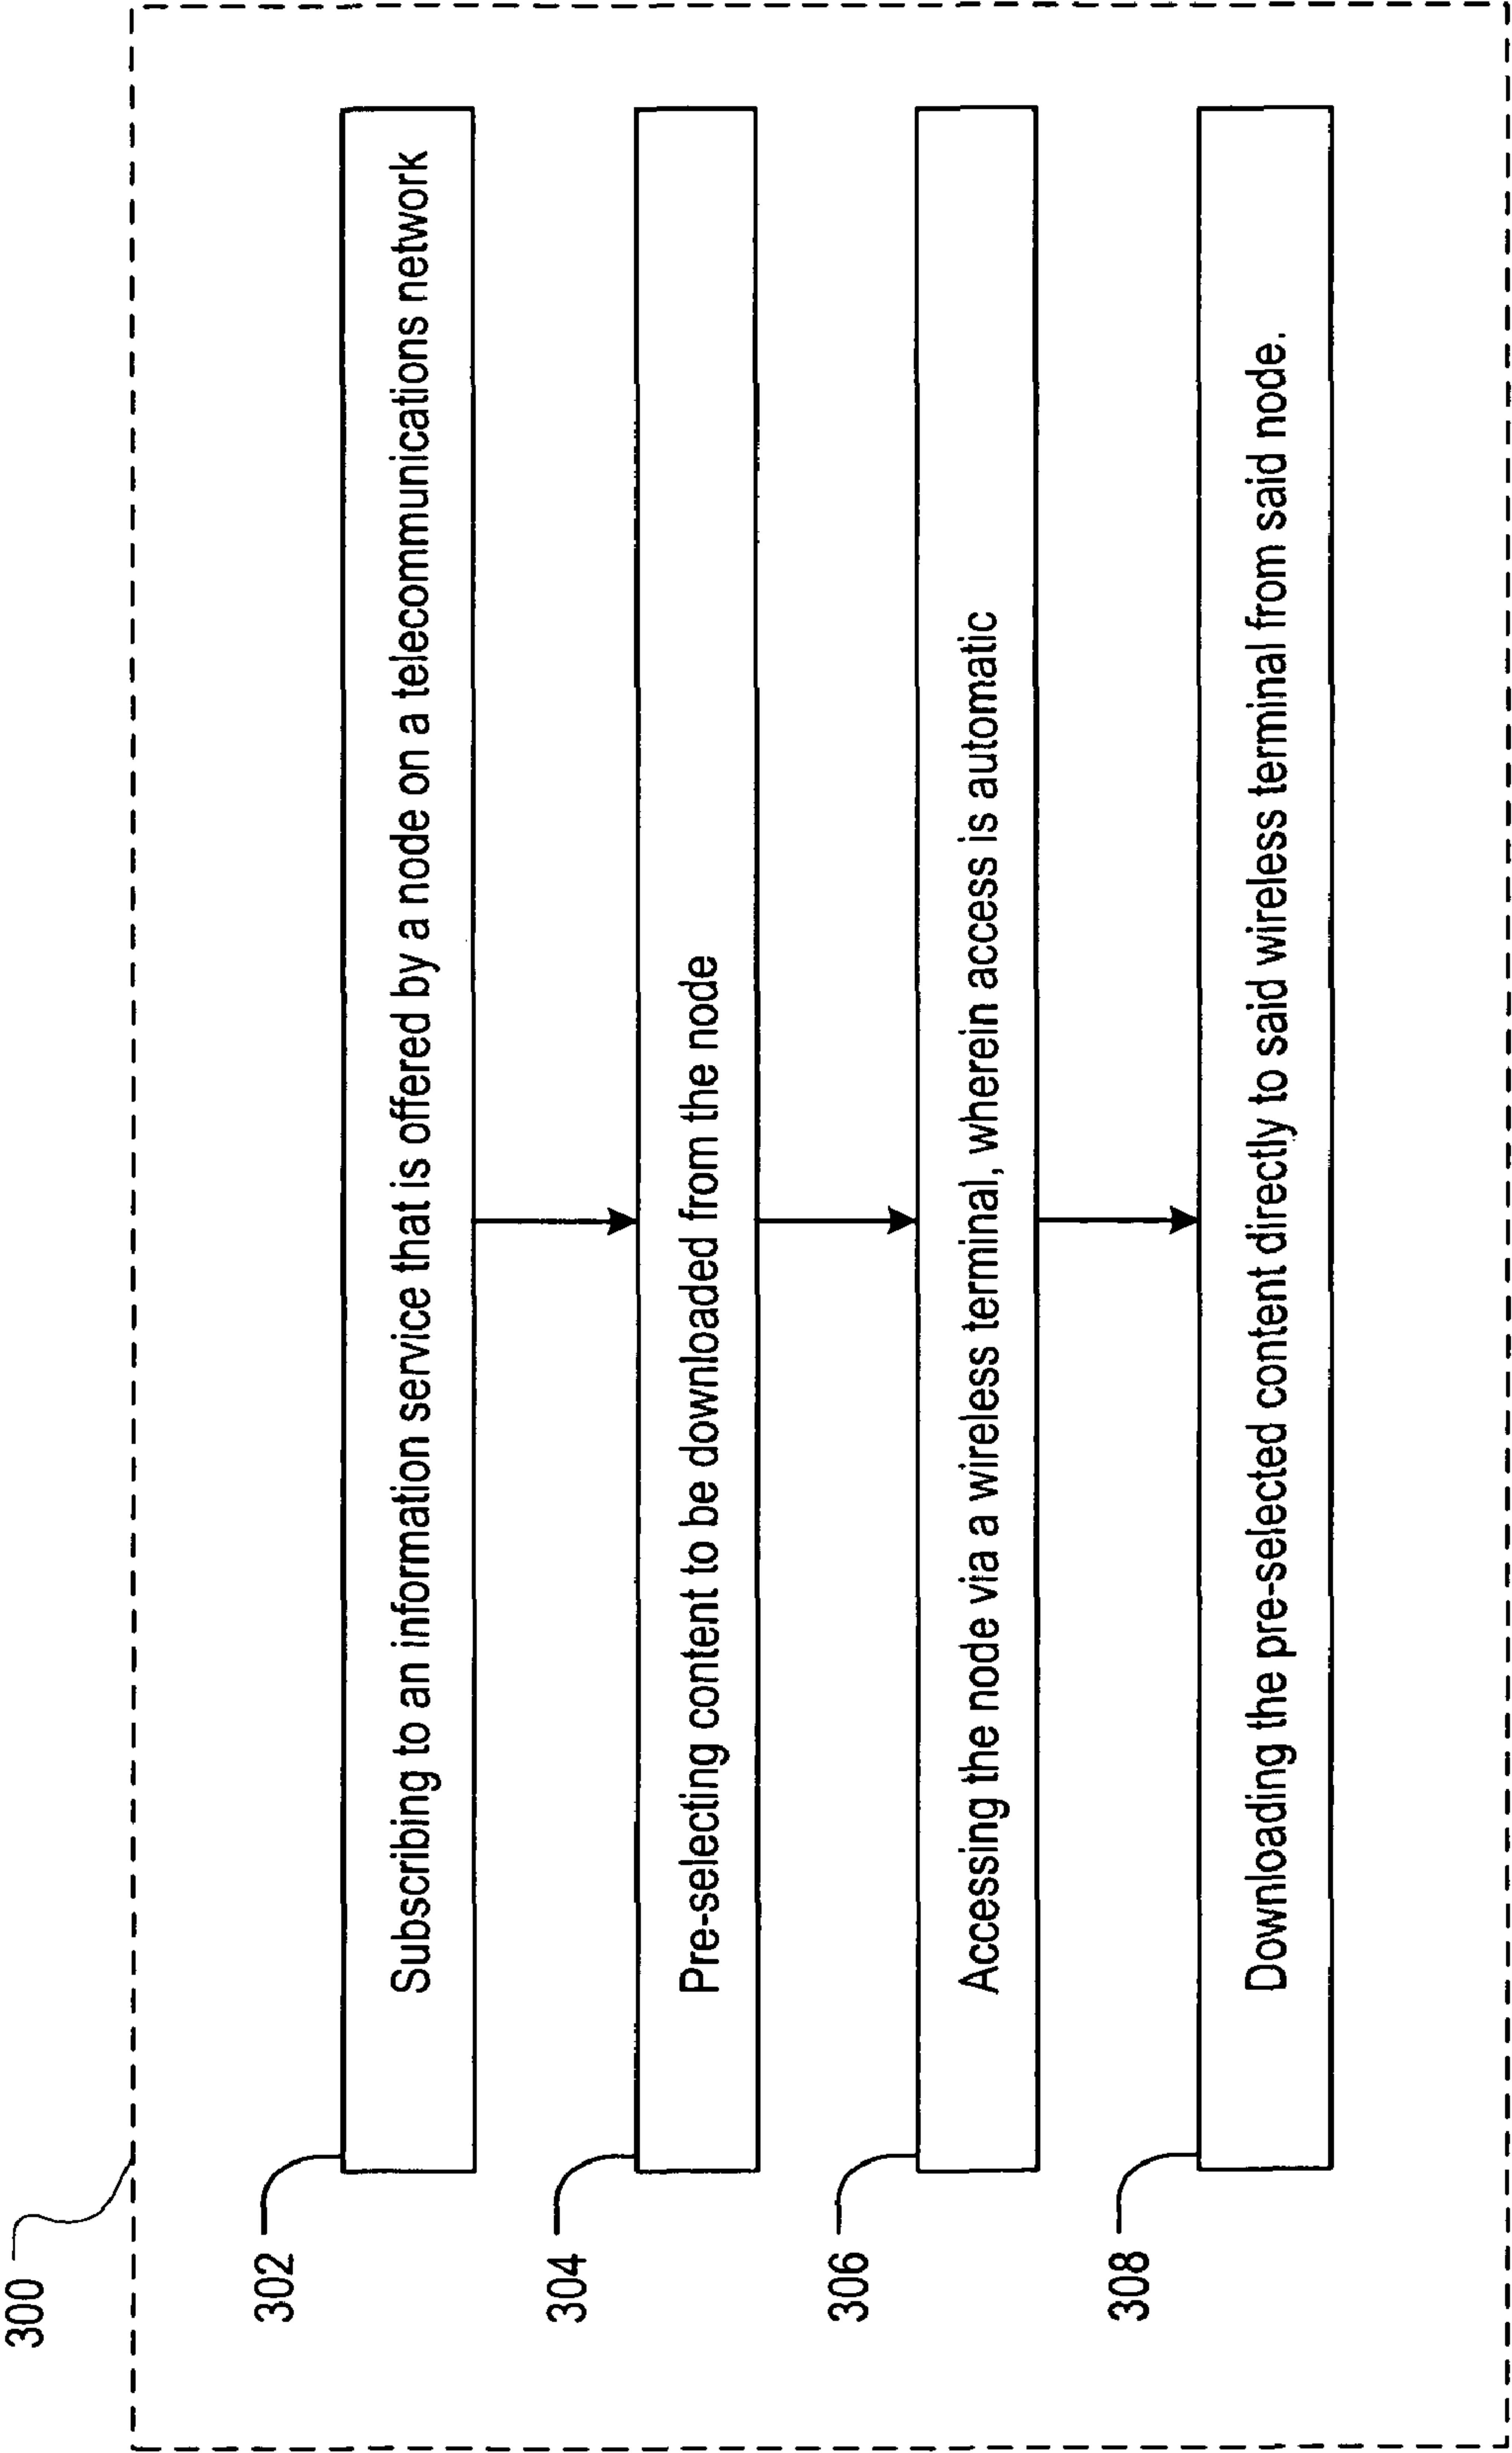 300
302
Subscribing to an information service that is offered by a node on a telecommunications network
304
Pre-selecting content to be downloaded from the node
306
Accessing the node via a wireless terminal, wherein access is automatic
308
Downloading the pre-selected content directly to said wireless terminal from said node.